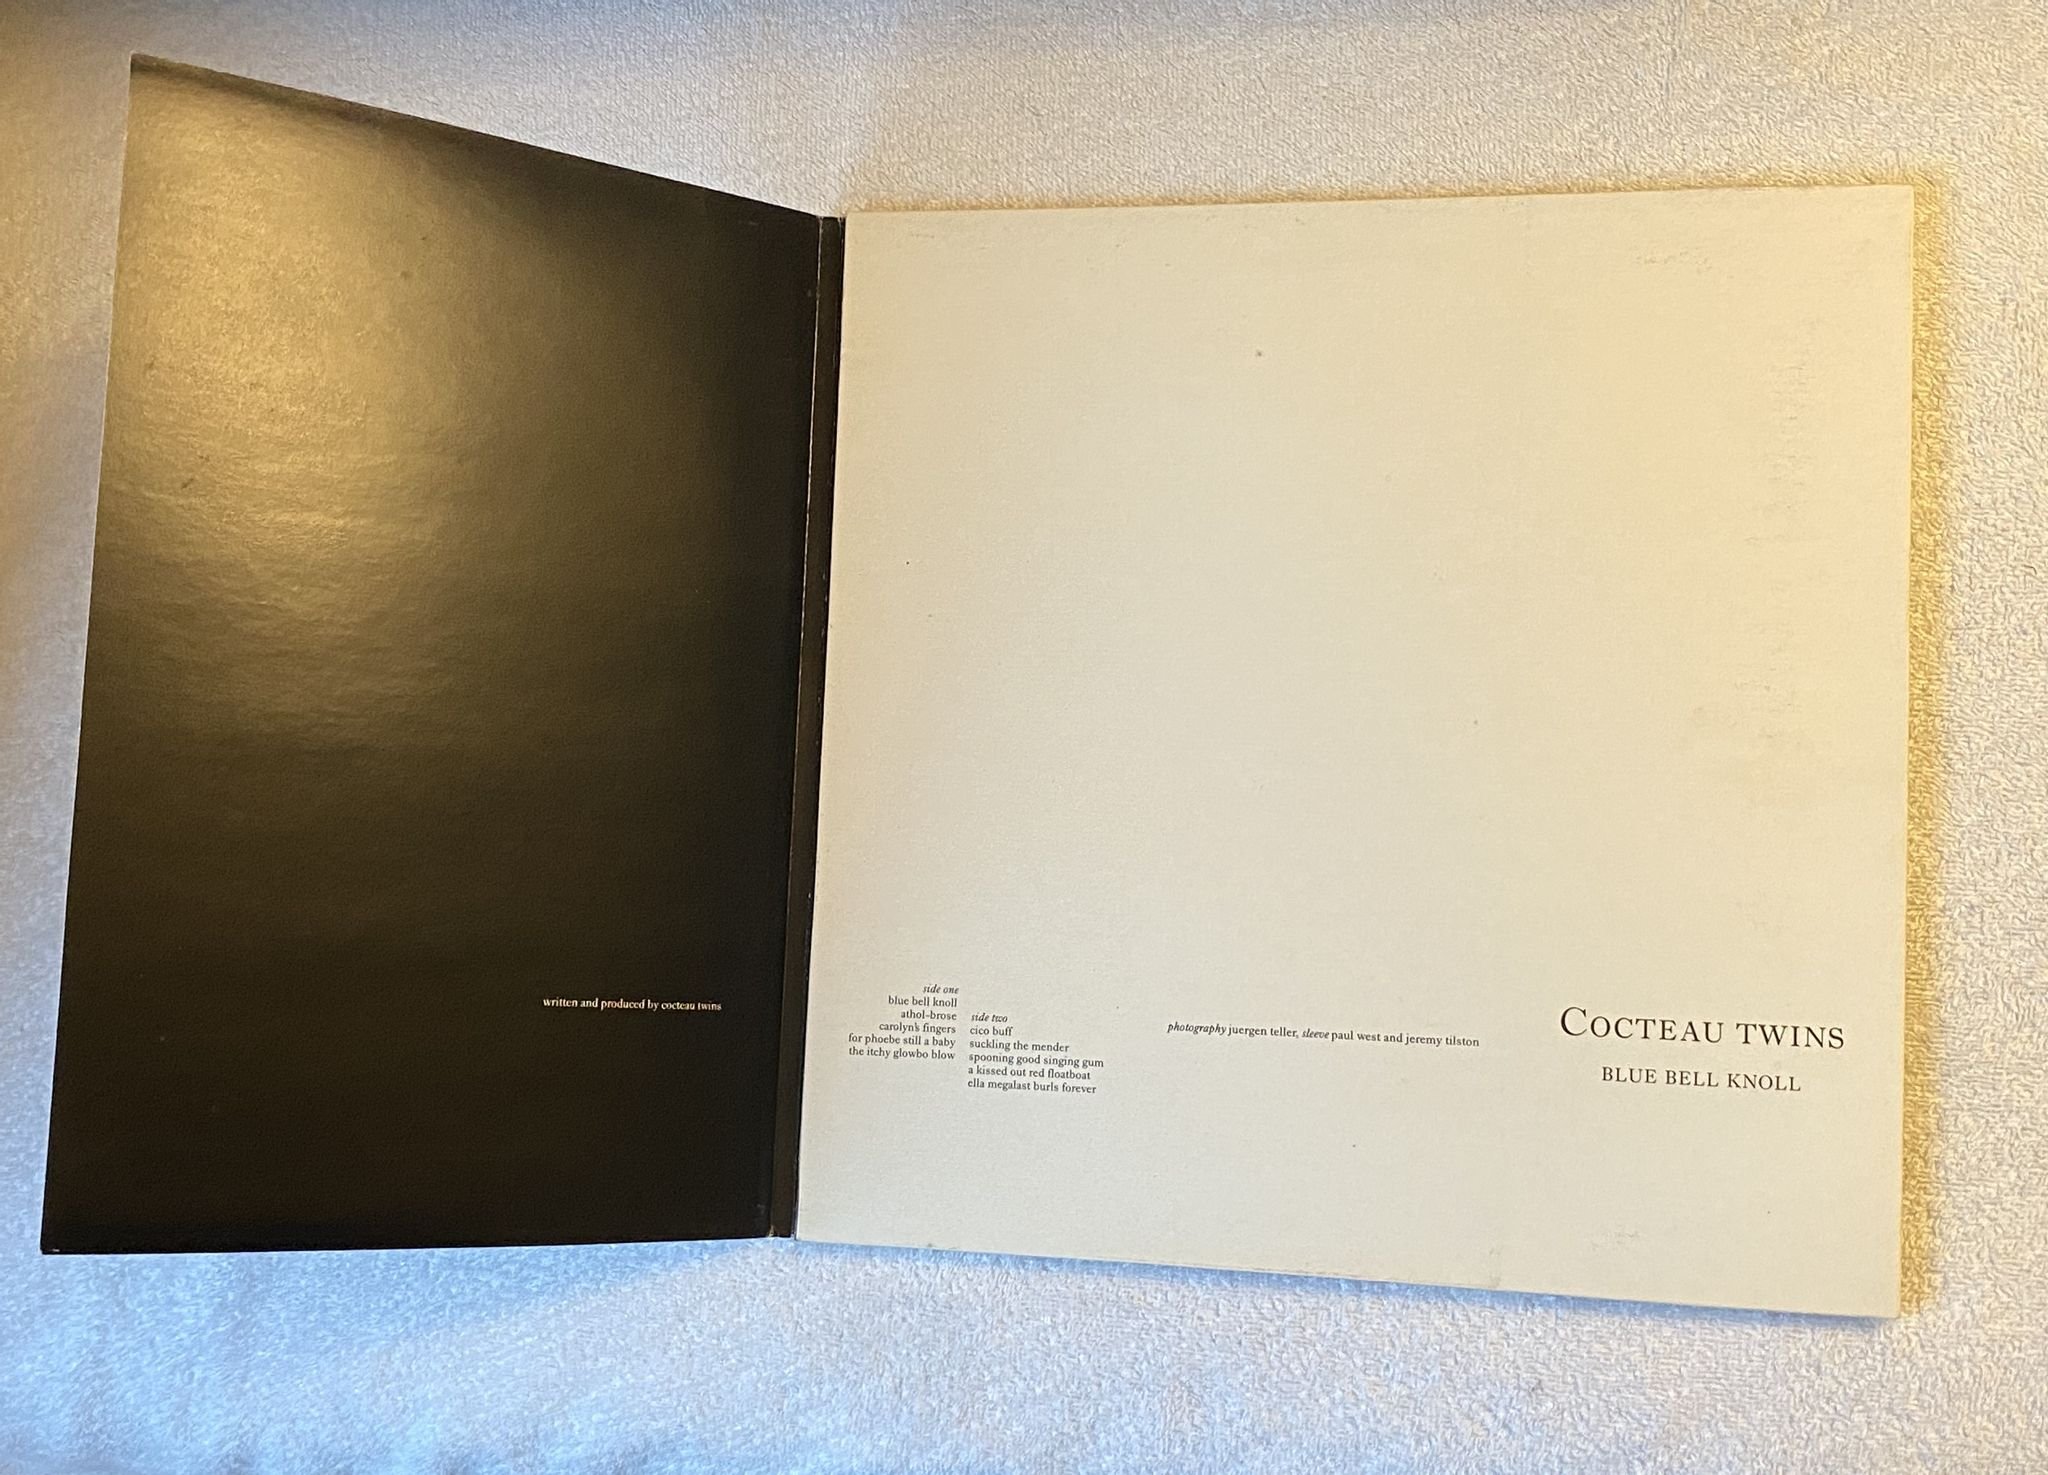 written and produced by cocteau twins
side one
blue bell knoll
athol-brose
carolyn's fingers
for phoebe still a baby
the itchy glowbo blow
side two
cico buff
suckling the mender
spooning good singing gum
a kissed out red floatboat
ella megalast burls forever
photography juergen teller, sleeve paul west and jeremy tilston
COCTEAU TWINS
BLUE BELL KNOLL